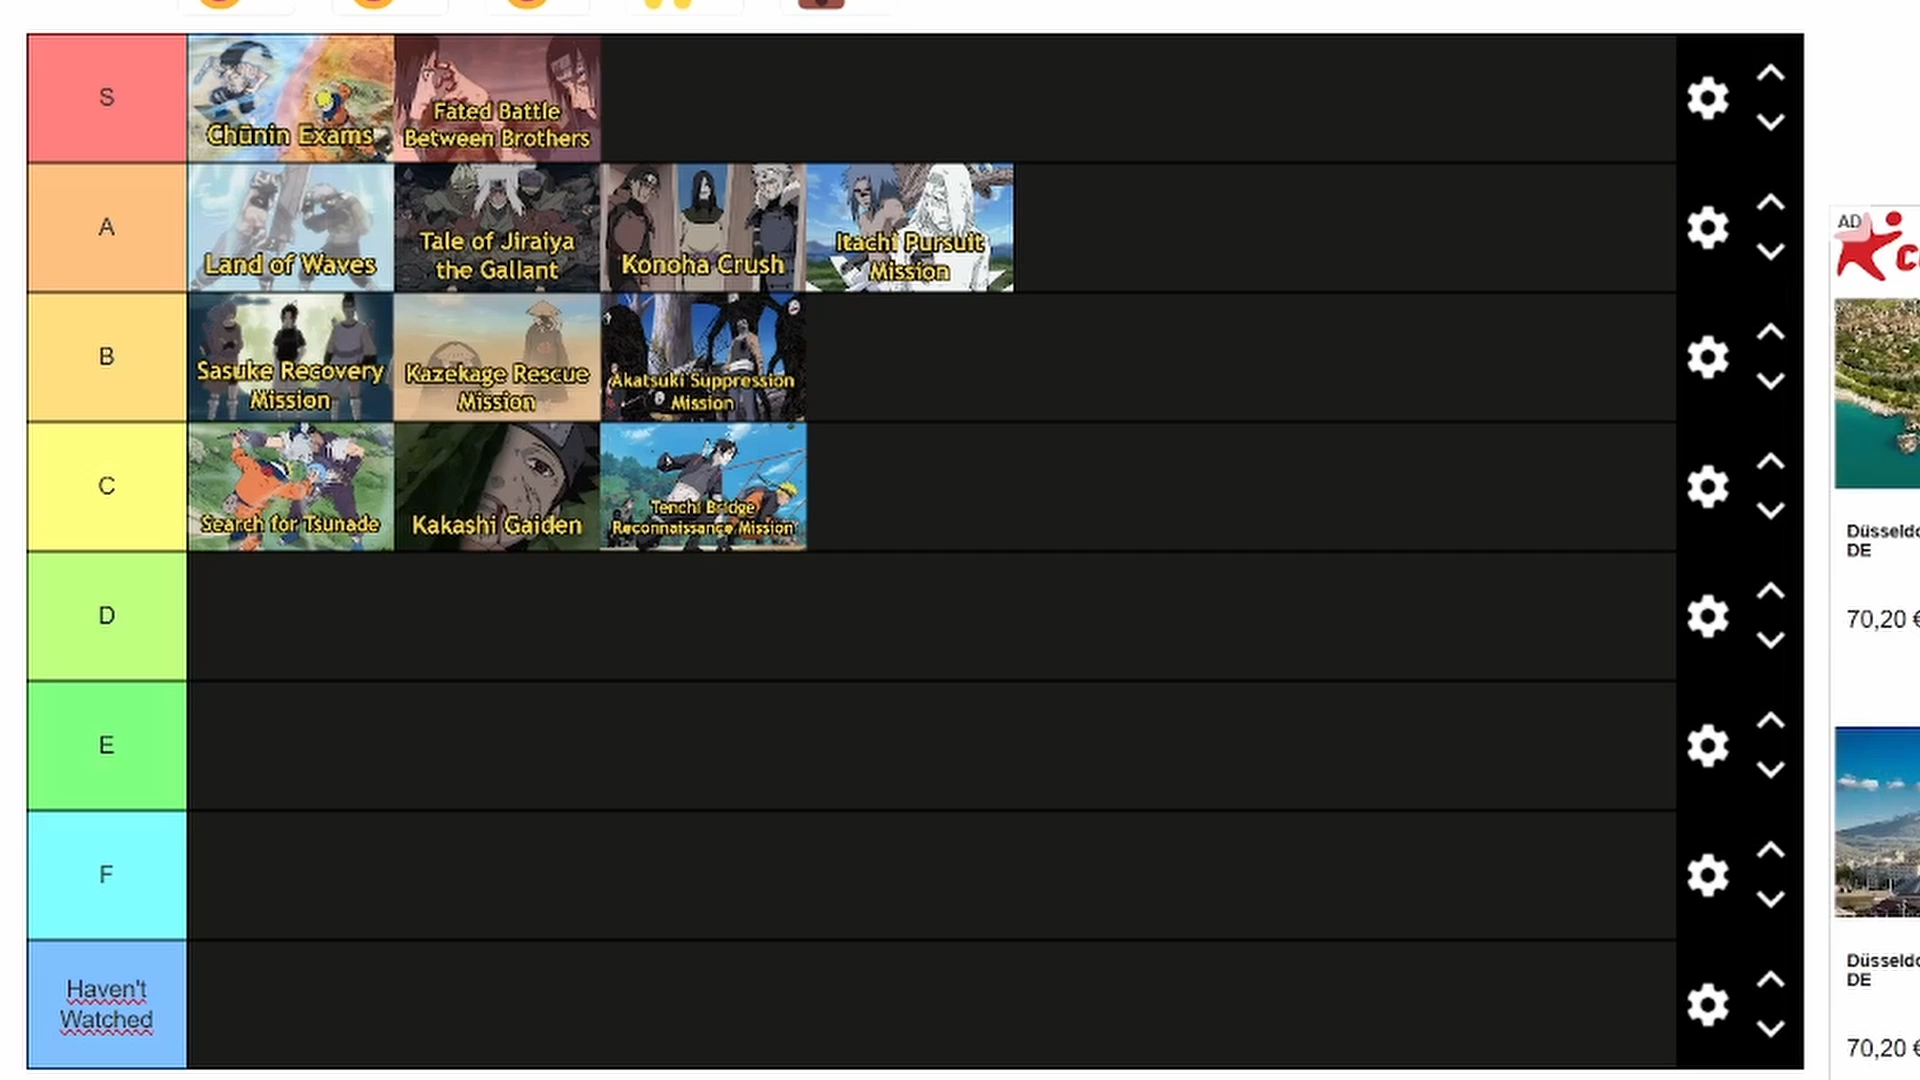 S
Chūnin Exams
Fated Battle
Between Brothers
A
Land of Waves
Tale of Jiraiya
the Gallant
Konoha Crush
Itachi Pursuit
Mission
B
Sasuke Recovery
Mission
Kazekage Rescue
Mission
Akatsuki Suppression
Mission
C
Search for Tsunade
Kakashi Gaiden
Tenchi Bridge
Reconnaissance Mission
D
E
F
Haven't
Watched
AD
DE
70,20 €
DE
70,20 €